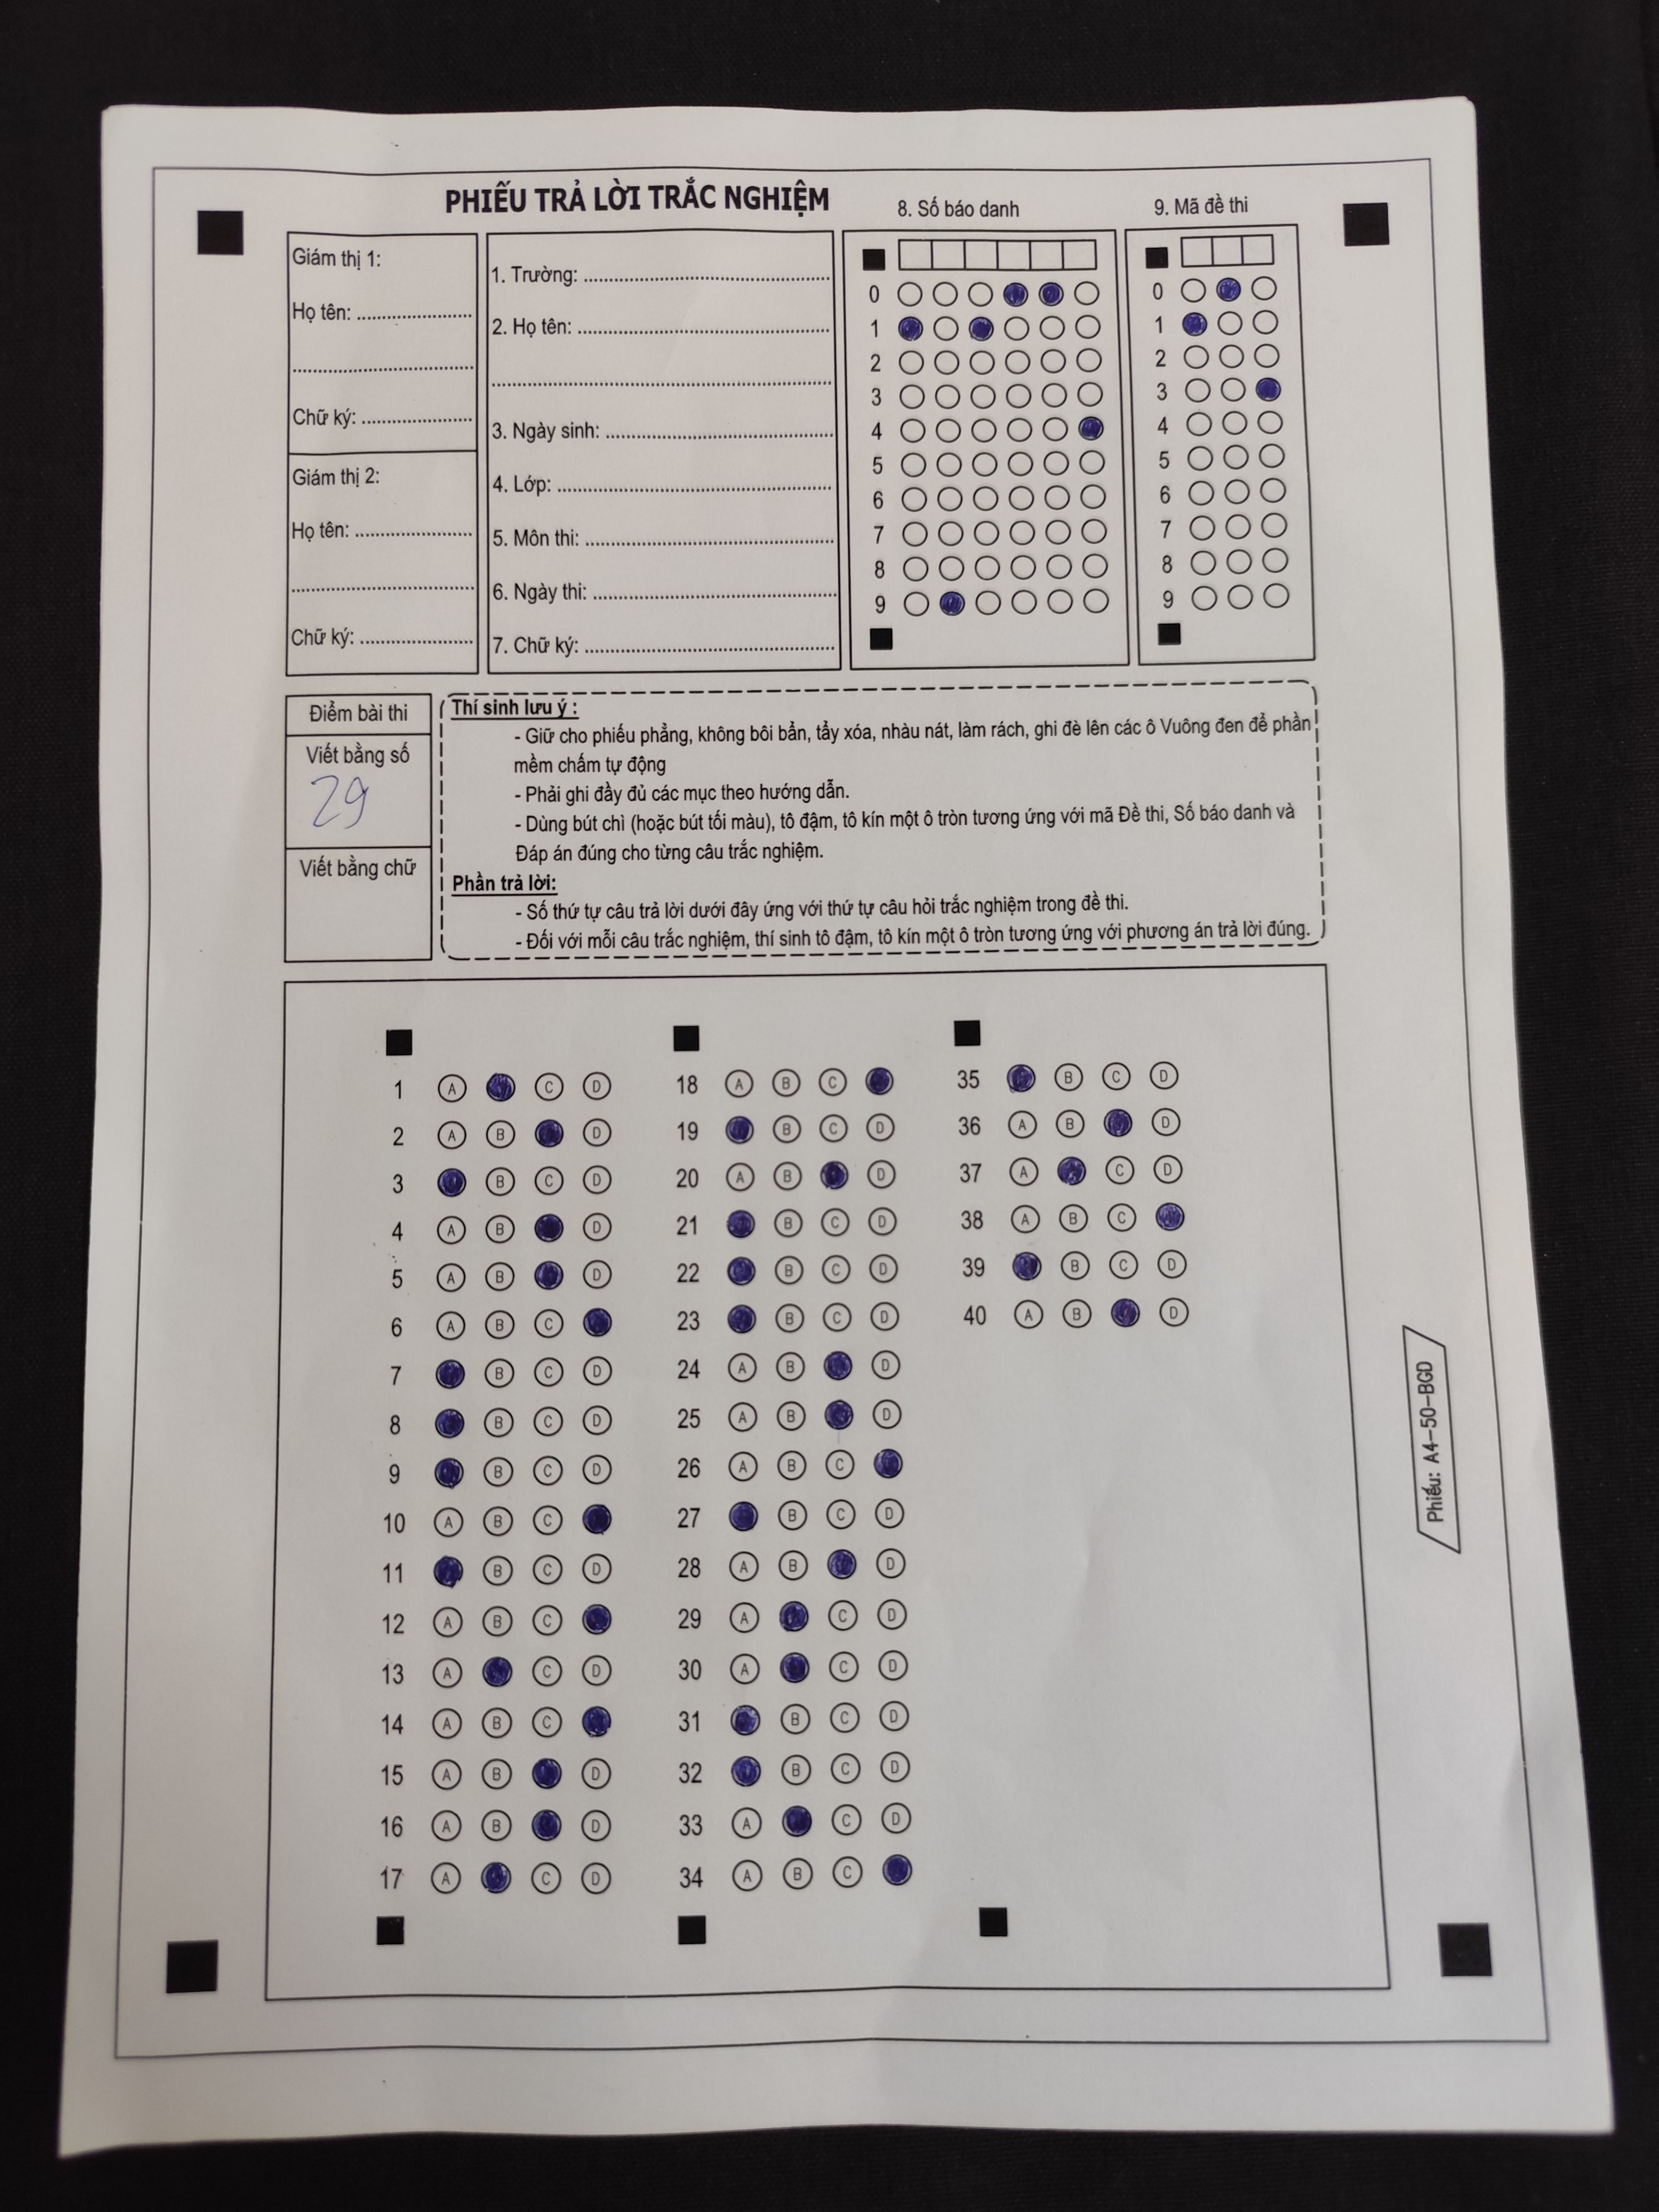 PHIẾU TRẢ LỜI TRẮC NGHIỆM
8. Số báo danh
9. Mã đề thi
Giám thị 1:
Họ tên: ....................
Chữ ký: ....................
Giám thị 2:
Họ tên: ....................
Chữ ký: ....................
1. Trường: ....................
2. Họ tên: ....................
3. Ngày sinh: ....................
4. Lớp: ....................
5. Môn thi: ....................
6. Ngày thi: ....................
7. Chữ ký: ....................
0 0
1 1
2 2
3 3
4 4
5 5
6 6
7 7
8 8
9 9
Điểm bài thi
Viết bằng số
29
Viết bằng chữ
Thí sinh lưu ý :
- Giữ cho phiếu phẳng, không bôi bẩn, tẩy xóa, nhàu nát, làm rách, ghi đè lên các ô Vuông đen để phần
mềm chấm tự động
- Phải ghi đầy đủ các mục theo hướng dẫn.
- Dùng bút chì (hoặc bút tối màu), tô đậm, tô kín một ô tròn tương ứng với mã Đề thi, Số báo danh và
Đáp án đúng cho từng câu trắc nghiệm.
Phần trả lời:
- Số thứ tự câu trả lời dưới đây ứng với thứ tự câu hỏi trắc nghiệm trong đề thi.
- Đối với mỗi câu trắc nghiệm, thí sinh tô đậm, tô kín một ô tròn tương ứng với phương án trả lời đúng.
1 A C D
2 A B D
3 B C D
4 A B D
5 A B D
6 A B C
7 B C D
8 B C D
9 B C D
10 A B C
11 B C D
12 A B C
13 A C D
14 A B C
15 A B D
16 A B D
17 A C D
18 A B C
19 B C D
20 A B D
21 B C D
22 B C D
23 B C D
24 A B D
25 A B D
26 A B C
27 B C D
28 A B D
29 A C D
30 A C D
31 B C D
32 B C D
33 A C D
34 A B C
35 B C D
36 A B D
37 A C D
38 A B C
39 B C D
40 A B D
Phiếu: A4-50-BGD